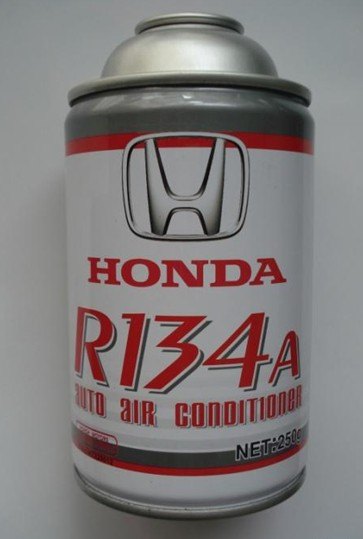 HONDA
R134A
AUTO AIR CONDITIONER
NET:250g